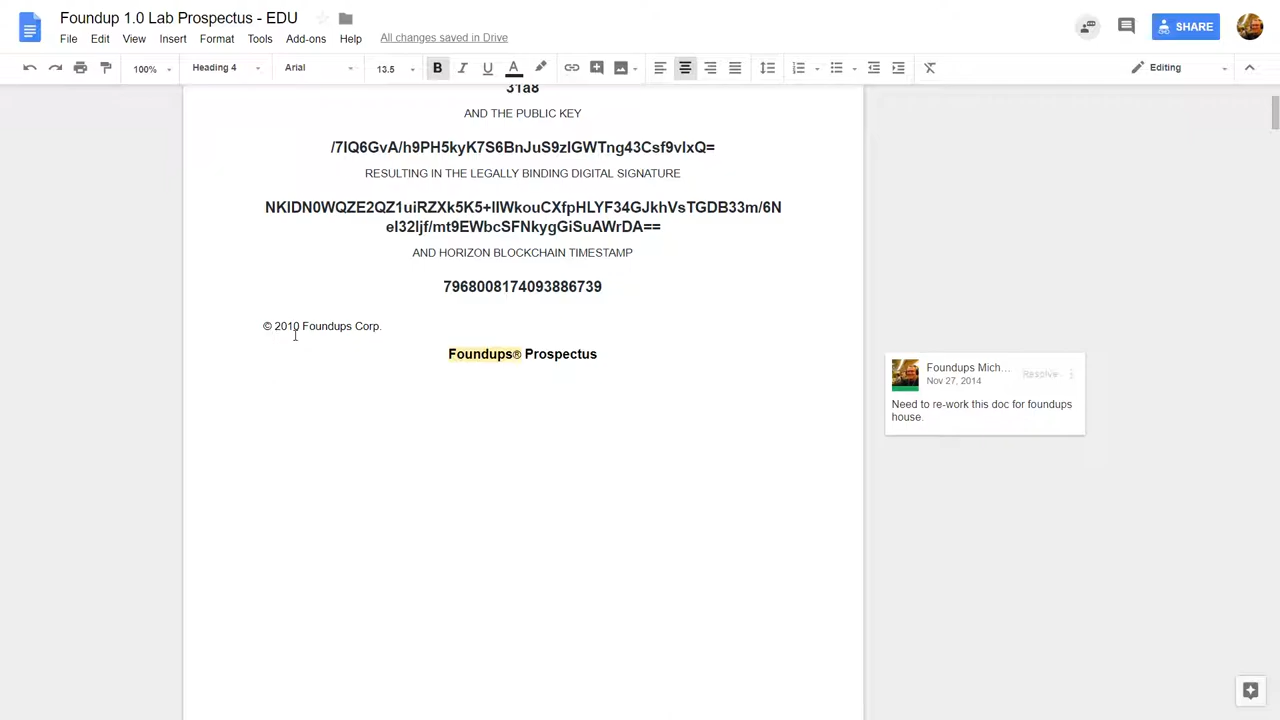 Foundup 1.0 Lab Prospectus - EDU
File Edit View Insert Format Tools Add-ons Help All changes saved in Drive
SHARE
100% Heading 4 Arial 13.5 B I U A Editing
31a8
AND THE PUBLIC KEY
/7IQ6GvA/h9PH5kyK7S6BnJuS9zIGWTng43Csf9vIxQ=
RESULTING IN THE LEGALLY BINDING DIGITAL SIGNATURE
NKIDN0WQZE2QZ1uiRZXk5K5+IIWkouCXfpHLYF34GJkhVsTGDB33m/6N
eI32Ijf/mt9EWbcSFNkygGiSuAWrDA==
AND HORIZON BLOCKCHAIN TIMESTAMP
7968008174093886739
© 2010 Foundups Corp.
Foundups® Prospectus
Foundups Mich...
Resolve
Nov 27, 2014
Need to re-work this doc for foundups
house.